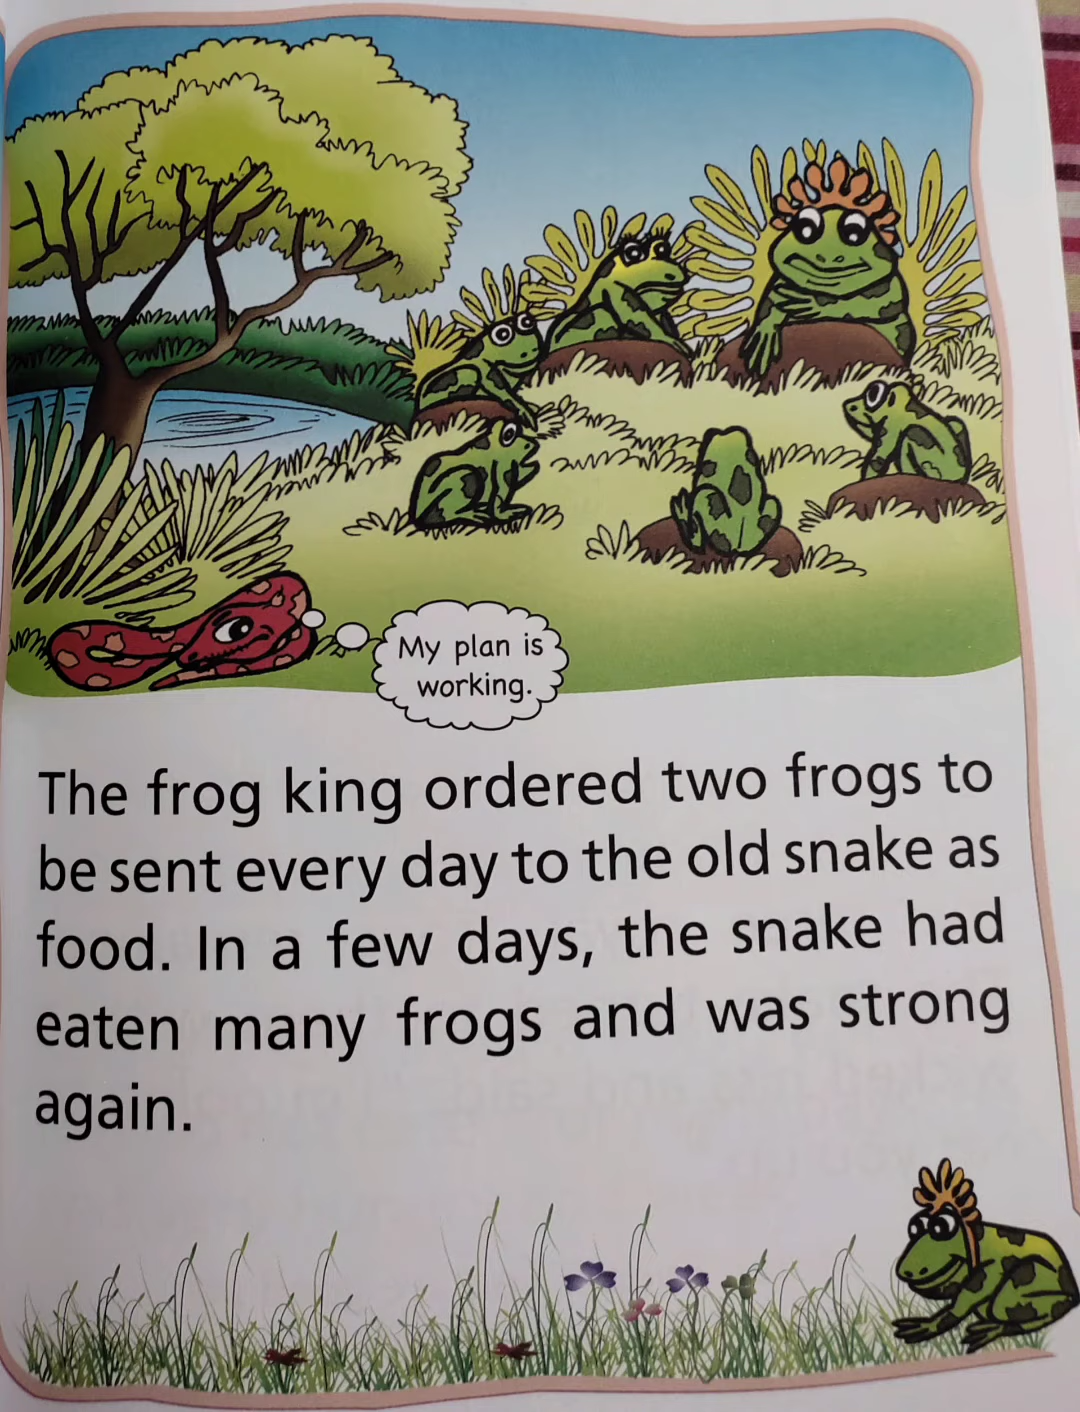 My plan is
working.
The frog king ordered two frogs to
be sent every day to the old snake as
food. In a few days, the snake had
eaten many frogs and was strong
again.